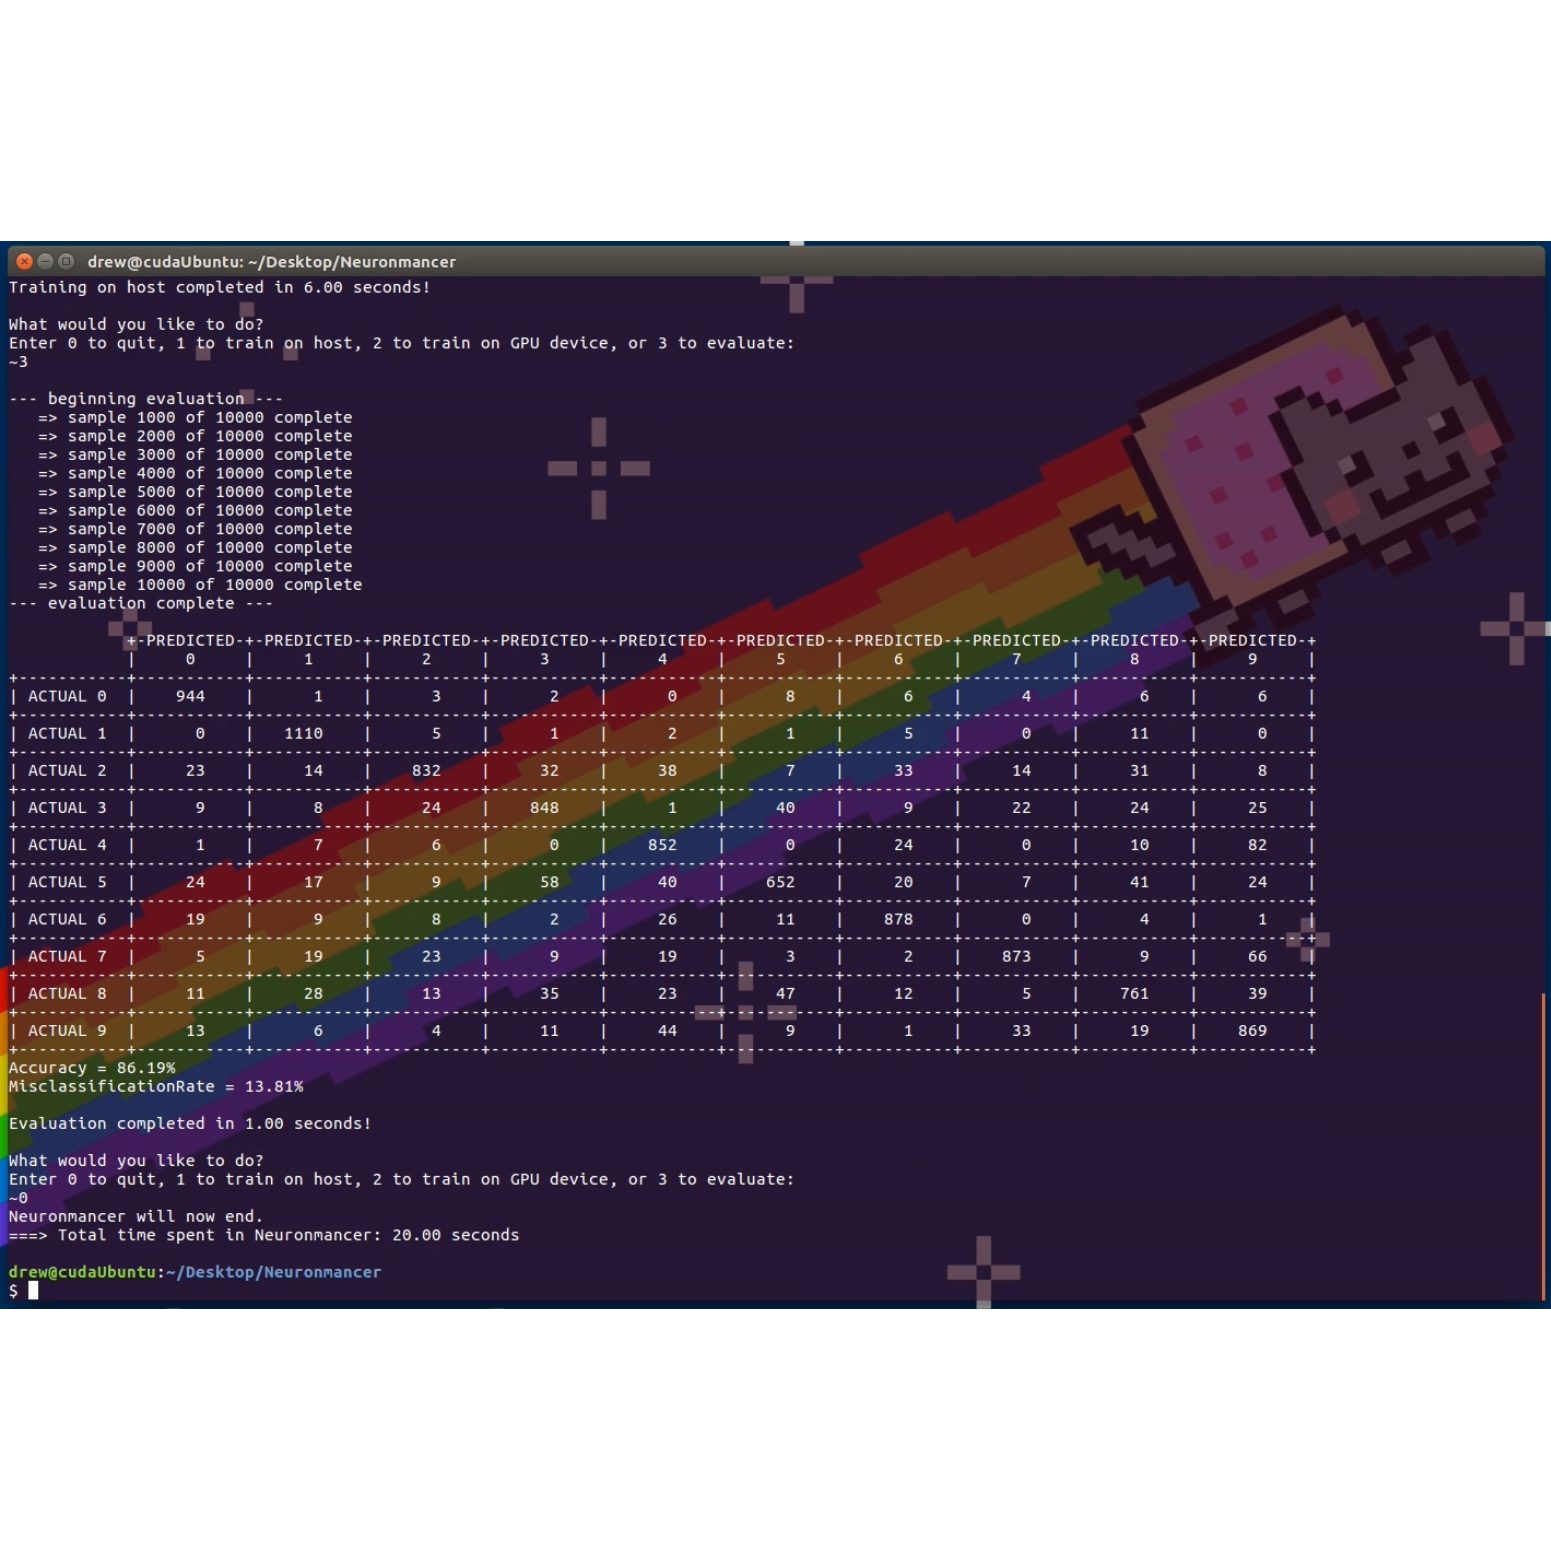 drew@cudaUbuntu: ~/Desktop/Neuronmancer
Training on host completed in 6.00 seconds!
What would you like to do?
Enter 0 to quit, 1 to train on host, 2 to train on GPU device, or 3 to evaluate:
~3
--- beginning evaluation ---
=> sample 1000 of 10000 complete
=> sample 2000 of 10000 complete
=> sample 3000 of 10000 complete
=> sample 4000 of 10000 complete
=> sample 5000 of 10000 complete
=> sample 6000 of 10000 complete
=> sample 7000 of 10000 complete
=> sample 8000 of 10000 complete
=> sample 9000 of 10000 complete
=> sample 10000 of 10000 complete
--- evaluation complete ---
+-PREDICTED-+-PREDICTED-+-PREDICTED-+-PREDICTED-+-PREDICTED-+-PREDICTED-+-PREDICTED-+-PREDICTED-+-PREDICTED-+-PREDICTED-+
| 0 | 1 | 2 | 3 | 4 | 5 | 6 | 7 | 8 | 9 |
| ACTUAL 0 | 944 | 1 | 3 | 2 | 0 | 8 | 6 | 4 | 6 | 6 |
| ACTUAL 1 | 0 | 1110 | 5 | 1 | 2 | 1 | 5 | 0 | 11 | 0 |
| ACTUAL 2 | 23 | 14 | 832 | 32 | 38 | 7 | 33 | 14 | 31 | 8 |
| ACTUAL 3 | 9 | 8 | 24 | 848 | 1 | 40 | 9 | 22 | 24 | 25 |
| ACTUAL 4 | 1 | 7 | 6 | 0 | 852 | 0 | 24 | 0 | 10 | 82 |
| ACTUAL 5 | 24 | 17 | 9 | 58 | 40 | 652 | 20 | 7 | 41 | 24 |
| ACTUAL 6 | 19 | 9 | 8 | 2 | 26 | 11 | 878 | 0 | 4 | 1 |
| ACTUAL 7 | 5 | 19 | 23 | 9 | 19 | 3 | 2 | 873 | 9 | 66 |
| ACTUAL 8 | 11 | 28 | 13 | 35 | 23 | 47 | 12 | 5 | 761 | 39 |
| ACTUAL 9 | 13 | 6 | 4 | 11 | 44 | 9 | 1 | 33 | 19 | 869 |
Accuracy = 86.19%
MisclassificationRate = 13.81%
Evaluation completed in 1.00 seconds!
What would you like to do?
Enter 0 to quit, 1 to train on host, 2 to train on GPU device, or 3 to evaluate:
~0
Neuronmancer will now end.
===> Total time spent in Neuronmancer: 20.00 seconds
drew@cudaUbuntu:~/Desktop/Neuronmancer
$